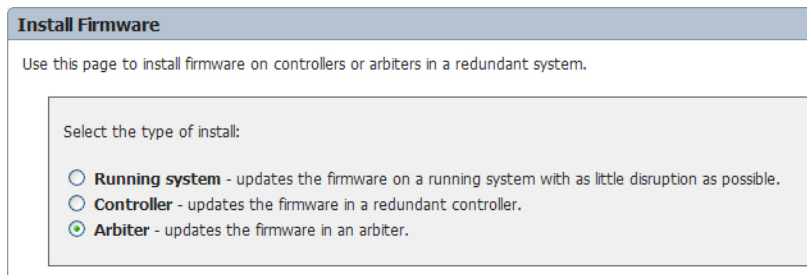 Install Firmware
Use this page to install firmware on controllers or arbiters in a redundant system.
Select the type of install:
Running system - updates the firmware on a running system with as little disruption as possible.
Controller - updates the firmware in a redundant controller.
Arbiter - updates the firmware in an arbiter.